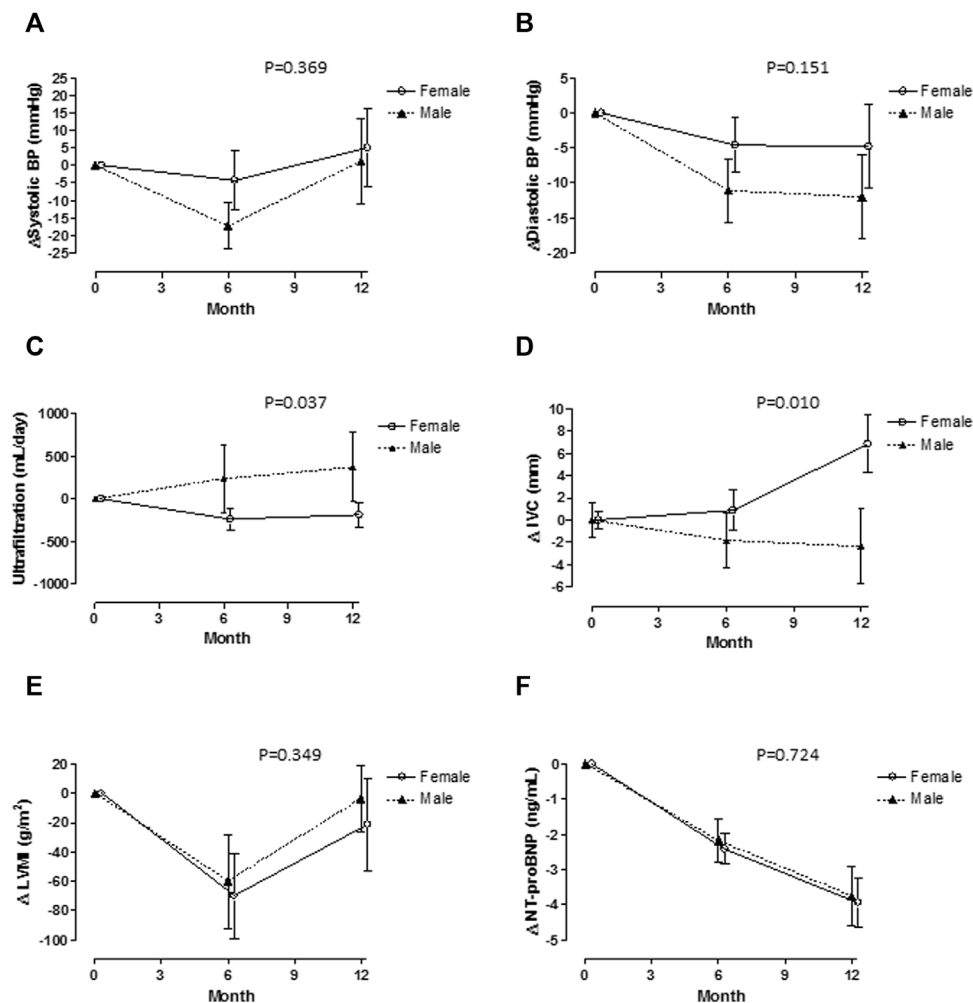 A
P=0.369
ΔSystolic BP (mmHg)
25
20
15
10
5
0
-5
-10
-15
-20
-25
Female
Male
0 3 6 9 12
Month
B
P=0.151
ΔDiastolic BP (mmHg)
5
0
-5
-10
-15
-20
Female
Male
0 3 6 9 12
Month
C
P=0.037
Ultrafiltration (mL/day)
1000
500
0
-500
-1000
Female
Male
0 3 6 9 12
Month
D
P=0.010
Δ IVC (mm)
10
8
6
4
2
0
-2
-4
-6
Female
Male
0 3 6 9 12
Month
E
P=0.349
Δ LVMI (g/m²)
20
0
-20
-40
-60
-80
-100
Female
Male
0 3 6 9 12
Month
F
P=0.724
ΔNT-proBNP (ng/mL)
0
-1
-2
-3
-4
-5
Female
Male
0 3 6 9 12
Month